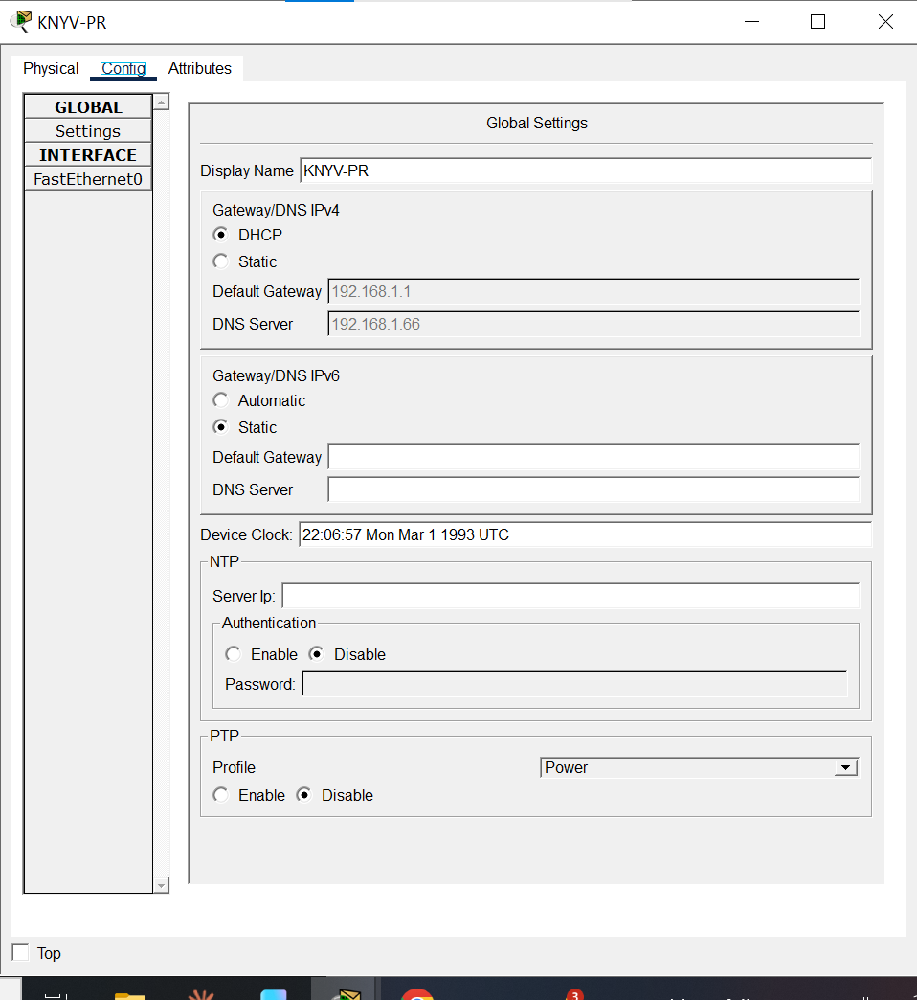 KNYV-PR
Physical Config Attributes
GLOBAL
Settings
INTERFACE
FastEthernet0
Global Settings
Display Name KNYV-PR
Gateway/DNS IPv4
DHCP
Static
Default Gateway 192.168.1.1
DNS Server 192.168.1.66
Gateway/DNS IPv6
Automatic
Static
Default Gateway
DNS Server
Device Clock: 22:06:57 Mon Mar 1 1993 UTC
NTP
Server Ip:
Authentication
Enable Disable
Password:
PTP
Profile Power
Enable Disable
Top
3